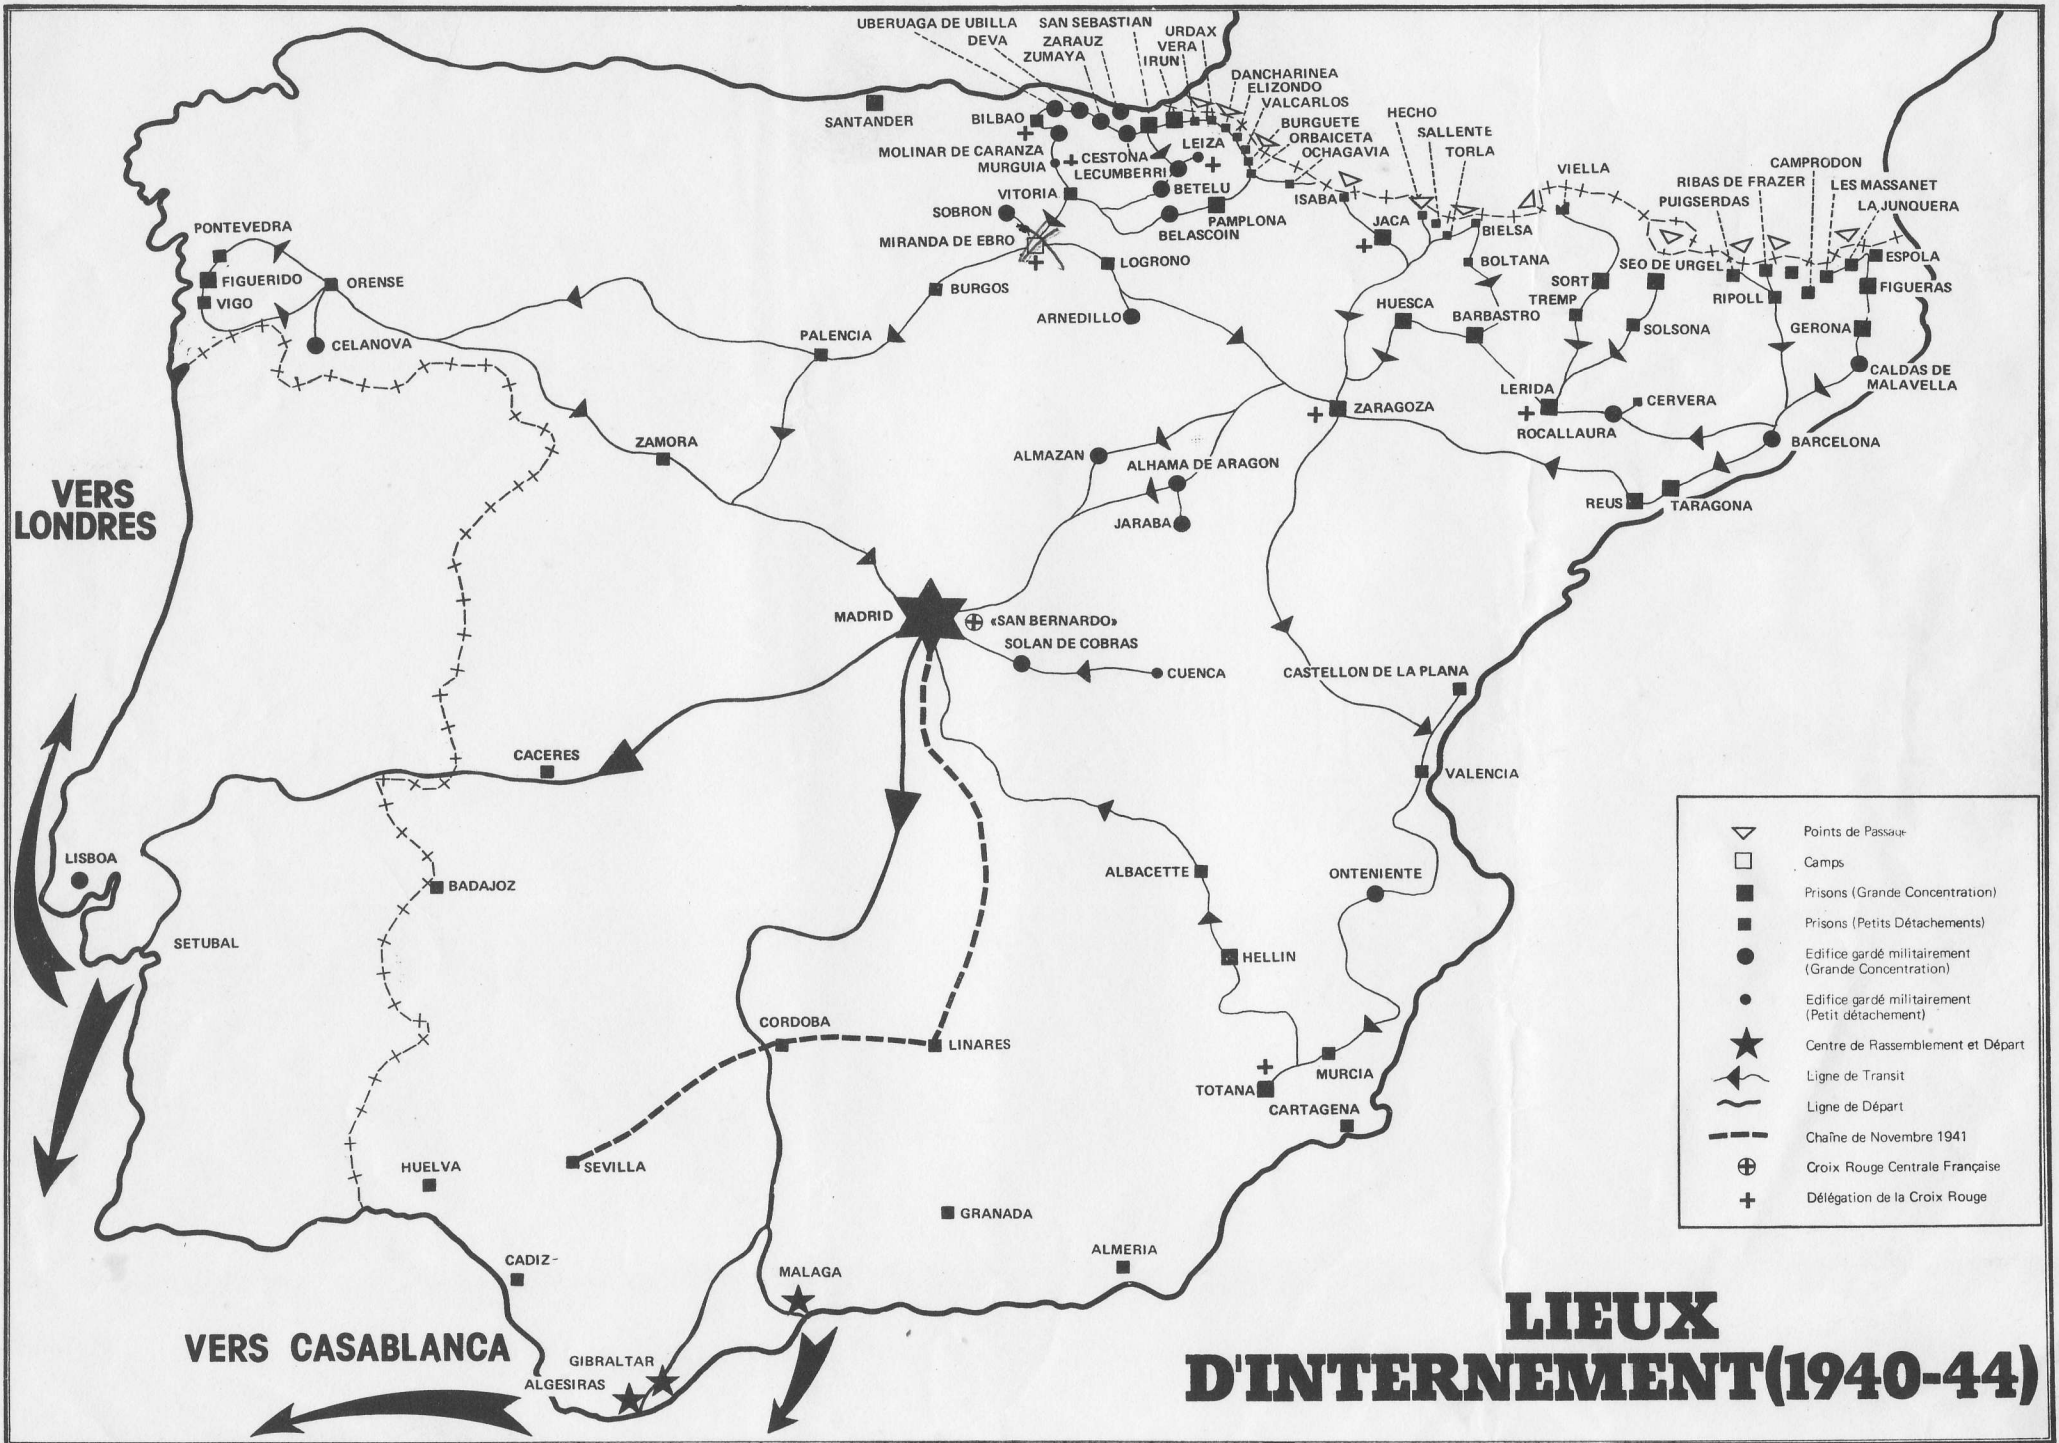 UBERUAGA DE UBILLA
SAN SEBASTIAN
URDAX
DEVA
ZARAUZ
VERA
ZUMAYA
IRUN
DANCHARINEA
ELIZONDO
VALCARLOS
SANTANDER
BILBAO
BURGUETE
ORBAICETA
OCHAGAVIA
HECHO
SALLENTE
TORLA
MOLINAR DE CARANZA
MURGUIA
CESTONA
LEIZA
LECUMBERRI
BETELU
VITORIA
ISABA
VIELLA
CAMPRODON
RIBAS DE FRAZER
LES MASSANET
PUIGSERDAS
LA JUNQUERA
SOBRON
PAMPLONA
BELASCOIN
JACA
BIELSA
PONTEVEDRA
MIRANDA DE EBRO
LOGRONO
BOLTANA
SEO DE URGEL
ESPOLA
FIGUERIDO
ORENSE
VIGO
BURGOS
SORT
TREMP
RIPOLL
FIGUERAS
ARNEDILLO
HUESCA
BARBASTRO
SOLSONA
GERONA
CELANOVA
PALENCIA
CALDAS DE
MALAVELLA
LERIDA
CERVERA
ZARAGOZA
ROCALLAURA
BARCELONA
ZAMORA
ALMAZAN
ALHAMA DE ARAGON
JARABA
REUS
TARAGONA
VERS
LONDRES
MADRID
«SAN BERNARDO»
SOLAN DE COBRAS
CUENCA
CASTELLON DE LA PLANA
CACERES
VALENCIA
LISBOA
BADAJOZ
ALBACETTE
ONTENIENTE
SETUBAL
HELLIN
CORDOBA
LINARES
MURCIA
TOTANA
CARTAGENA
HUELVA
SEVILLA
GRANADA
CADIZ
ALMERIA
MALAGA
VERS CASABLANCA
GIBRALTAR
ALGESIRAS
Points de Passage
Camps
Prisons (Grande Concentration)
Prisons (Petits Détachements)
Edifice gardé militairement
(Grande Concentration)
Edifice gardé militairement
(Petit détachement)
Centre de Rassemblement et Départ
Ligne de Transit
Ligne de Départ
Chaîne de Novembre 1941
Croix Rouge Centrale Française
Délégation de la Croix Rouge
LIEUX
D'INTERNEMENT(1940-44)